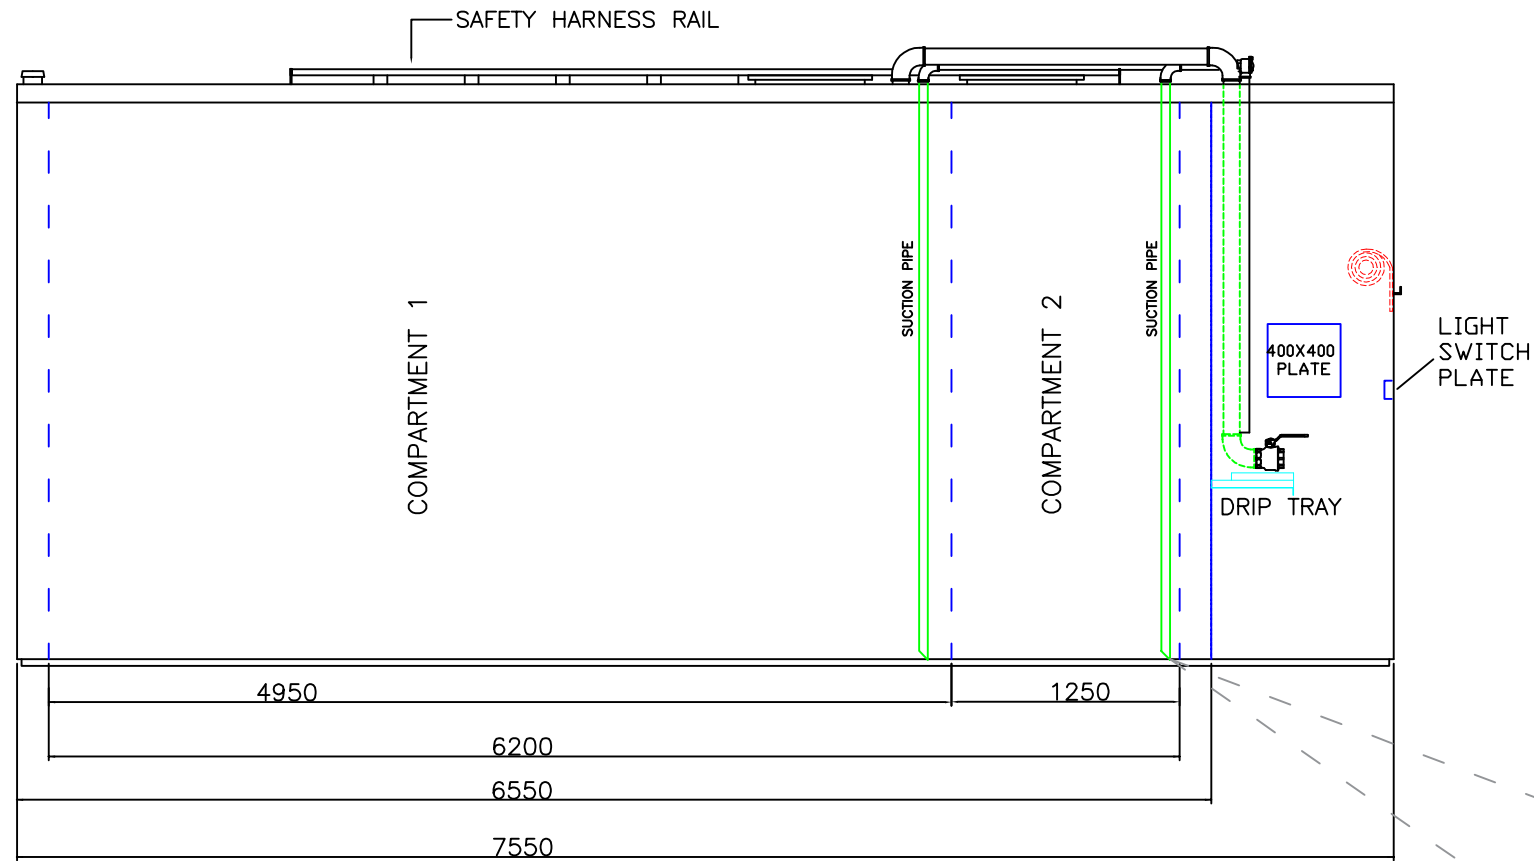 SAFETY HARNESS RAIL
COMPARTMENT 1
SUCTION PIPE
COMPARTMENT 2
SUCTION PIPE
400X400
PLATE
LIGHT
SWITCH
PLATE
DRIP TRAY
4950
1250
6200
6550
7550